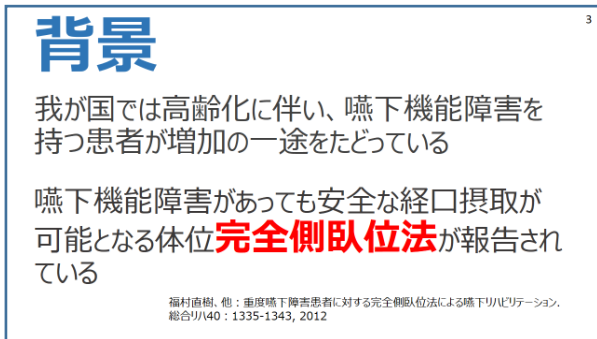 3
背景
我が国では高齢化に伴い、嚥下機能障害を
持つ患者が増加の一途をたどっている
嚥下機能障害があっても安全な経口摂取が
可能となる体位完全側臥位法が報告され
ている
福村直樹、他：重度嚥下障害患者に対する完全側臥位法による嚥下リハビリテーション.
総合リハ40：1335-1343, 2012